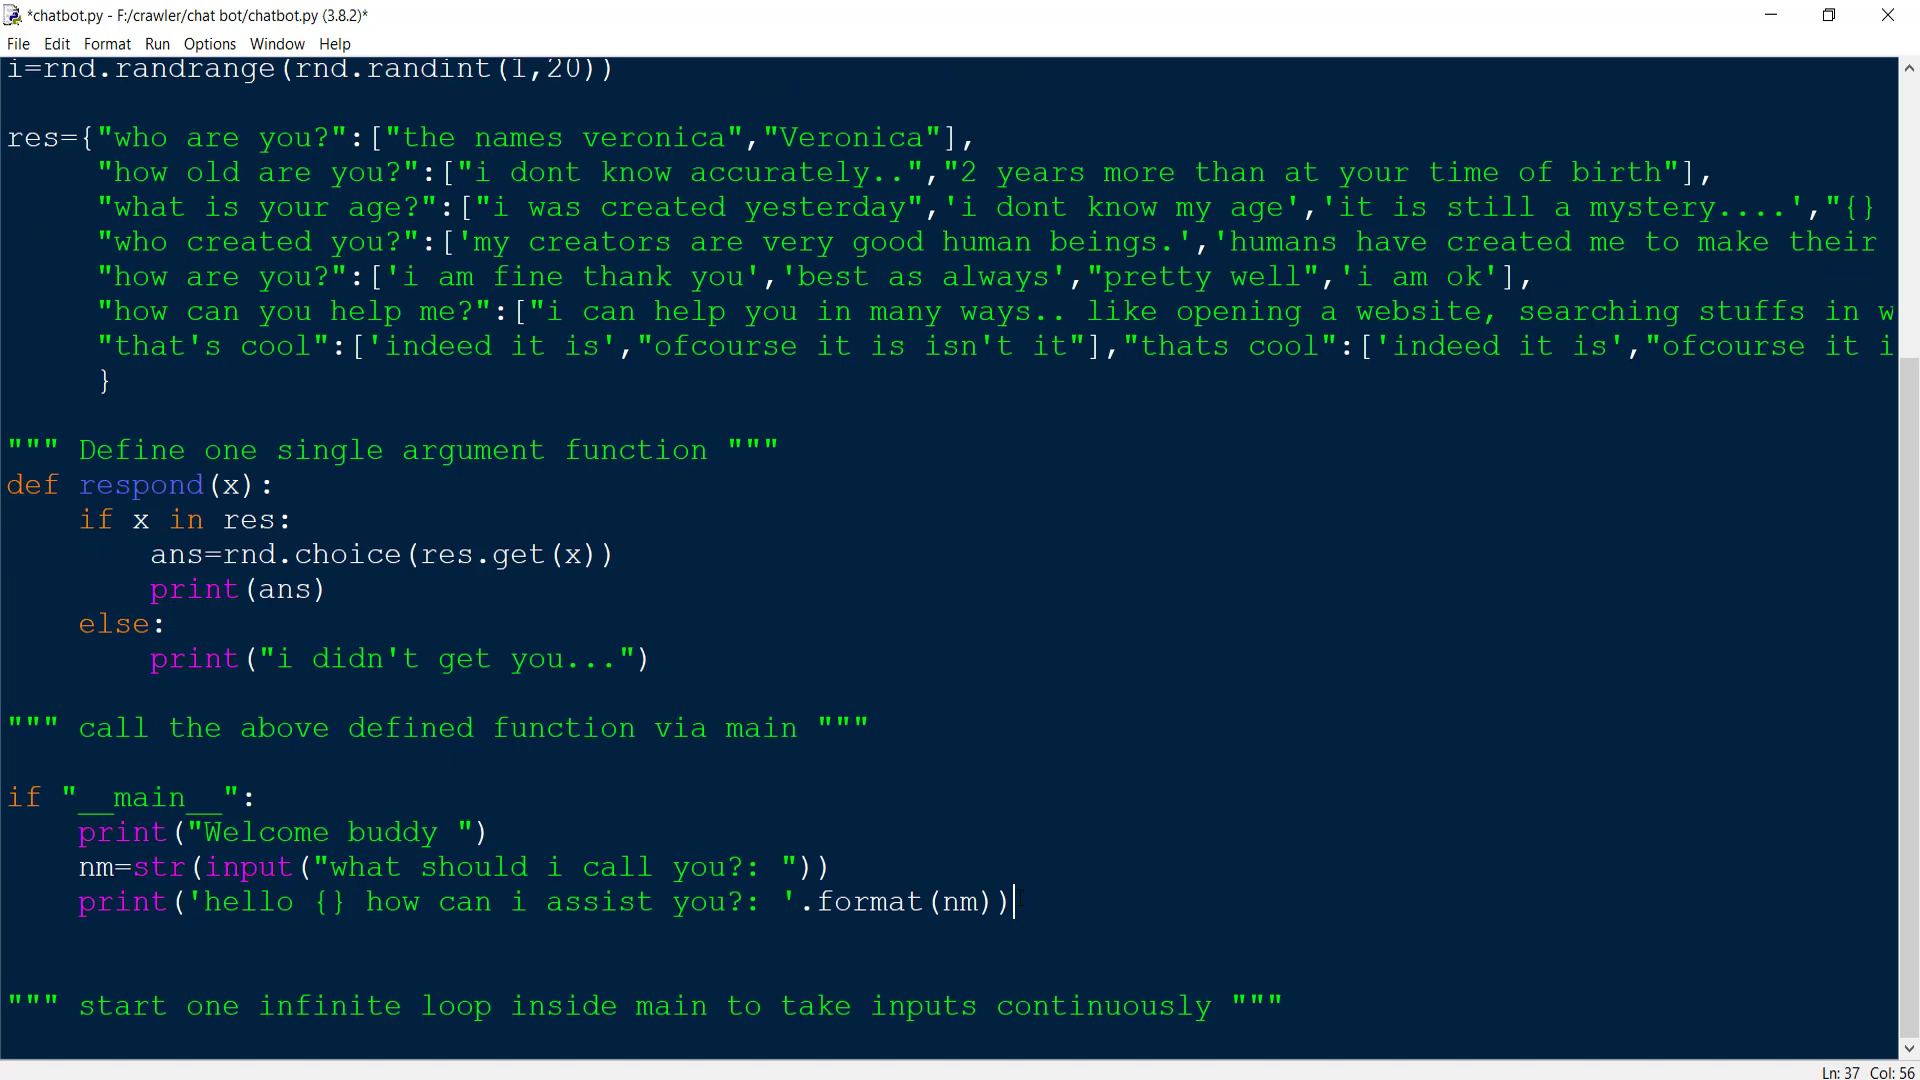 *chatbot.py - F:/crawler/chat bot/chatbot.py (3.8.2)*
File Edit Format Run Options Window Help
i=rnd.randrange(rnd.randint(1,20))
res={"who are you?":["the names veronica","Veronica"],
"how old are you?":["i dont know accurately..","2 years more than at your time of birth"],
"what is your age?":["i was created yesterday",'i dont know my age','it is still a mystery....',"{}
"who created you?":['my creators are very good human beings.','humans have created me to make their
"how are you?":['i am fine thank you','best as always',"pretty well",'i am ok'],
"how can you help me?":["i can help you in many ways.. like opening a website, searching stuffs in w
"that's cool":['indeed it is',"ofcourse it is isn't it"],"thats cool":['indeed it is',"ofcourse it i
}
""" Define one single argument function """
def respond(x):
if x in res:
ans=rnd.choice(res.get(x))
print(ans)
else:
print("i didn't get you...")
""" call the above defined function via main """
if "__main__":
print("Welcome buddy ")
nm=str(input("what should i call you?: "))
print('hello {} how can i assist you?: '.format(nm))
""" start one infinite loop inside main to take inputs continuously """
Ln: 37 Col: 56